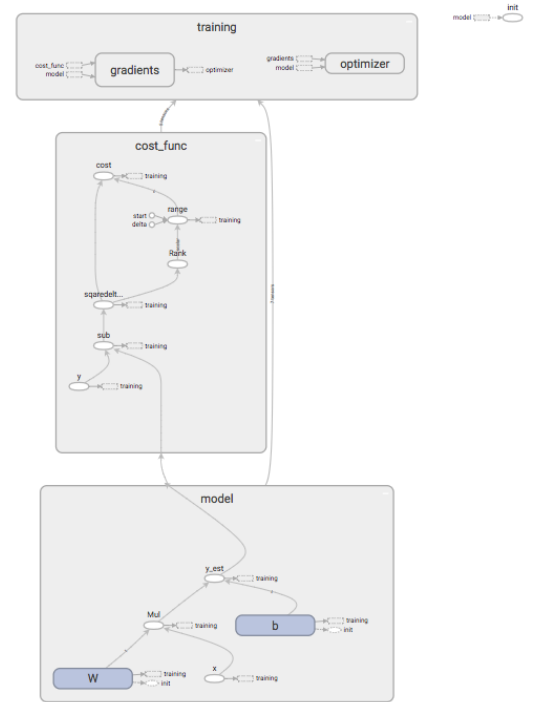 init
model
training
cost_func
model
gradients
optimizer
gradients
model
optimizer
cost_func
cost
training
range
start
delta
training
Rank
sqaredelt...
training
sub
training
y
training
model
y_est
training
Mul
training
b
training
init
W
training
init
x
training